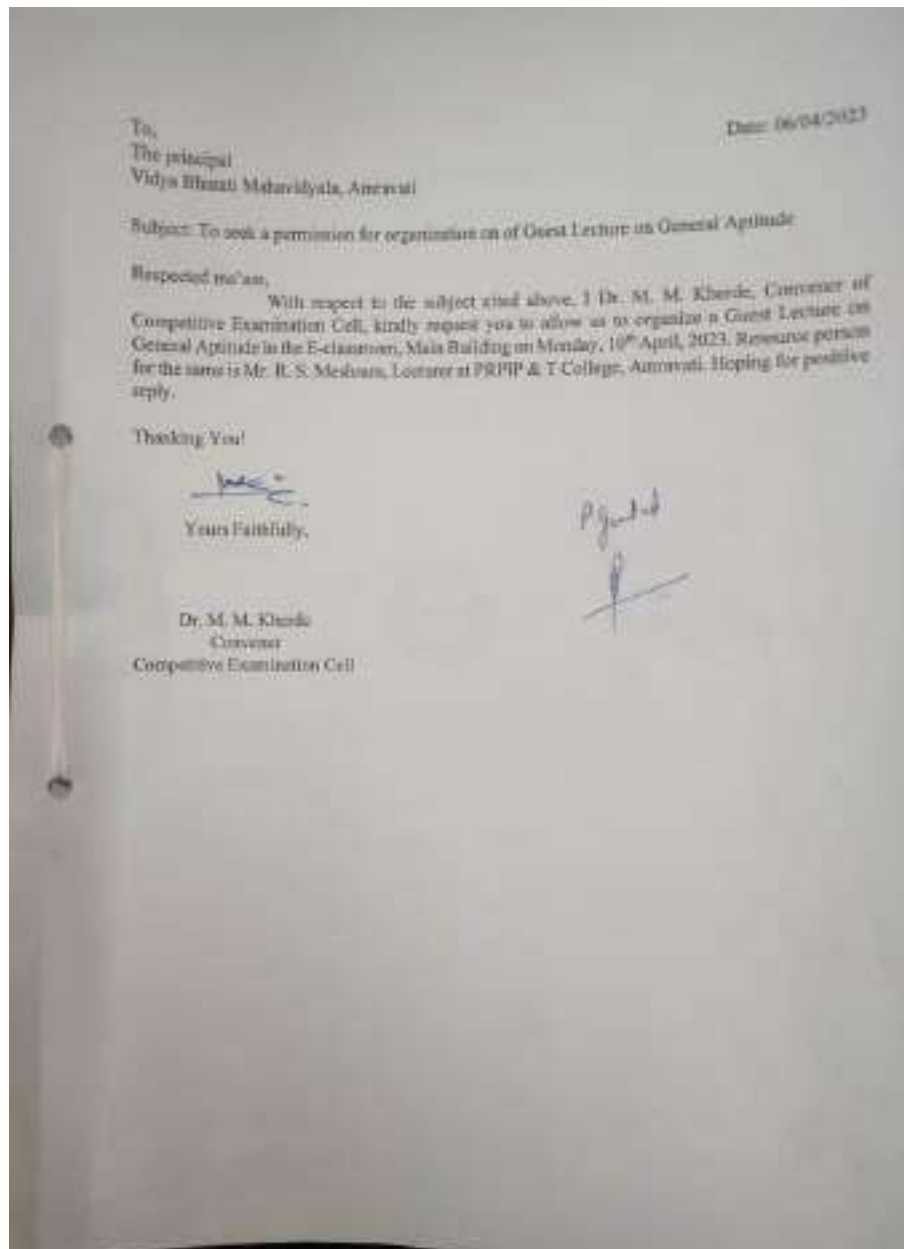 To,
Date: 06/04/2023
The principal
Vidya Bharati Mahavidyala, Amravati
Subject: To seek a permission for organization on of Guest Lecture on General Aptitude
Respected ma'am,
With respect to the subject cited above, I Dr. M. M. Kherde, Convener of
Competitive Examination Cell, kindly request you to allow us to organize a Guest Lecture on
General Aptitude in the E-classroom, Main Building on Monday, 10th April, 2023. Resource person
for the same is Mr. R. S. Meshram, Lecturer at PRPIP & T College, Amravati. Hoping for positive
reply.
Thanking You!
Yours Faithfully,
Dr. M. M. Kherde
Convener
Competitive Examination Cell